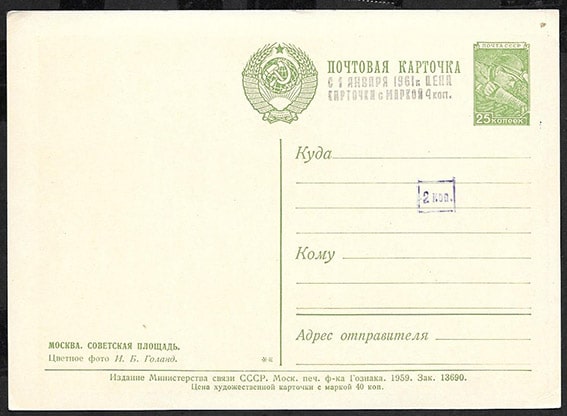 ПОЧТОВАЯ КАРТОЧКА
С 1 ЯНВАРЯ 1961 г. ЦЕНА
КАРТОЧКИ с МАРКОЙ 4 коп.
ПОЧТА СССР
25 КОПЕЕК
Куда
2 коп.
Кому
Адрес отправителя
МОСКВА. СОВЕТСКАЯ ПЛОЩАДЬ.
Цветное фото И. Б. Голанд.
**
Издание Министерства связи СССР. Моск. печ. ф-ка Гознака. 1959. Зак. 13690.
Цена художественной карточки с маркой 40 коп.